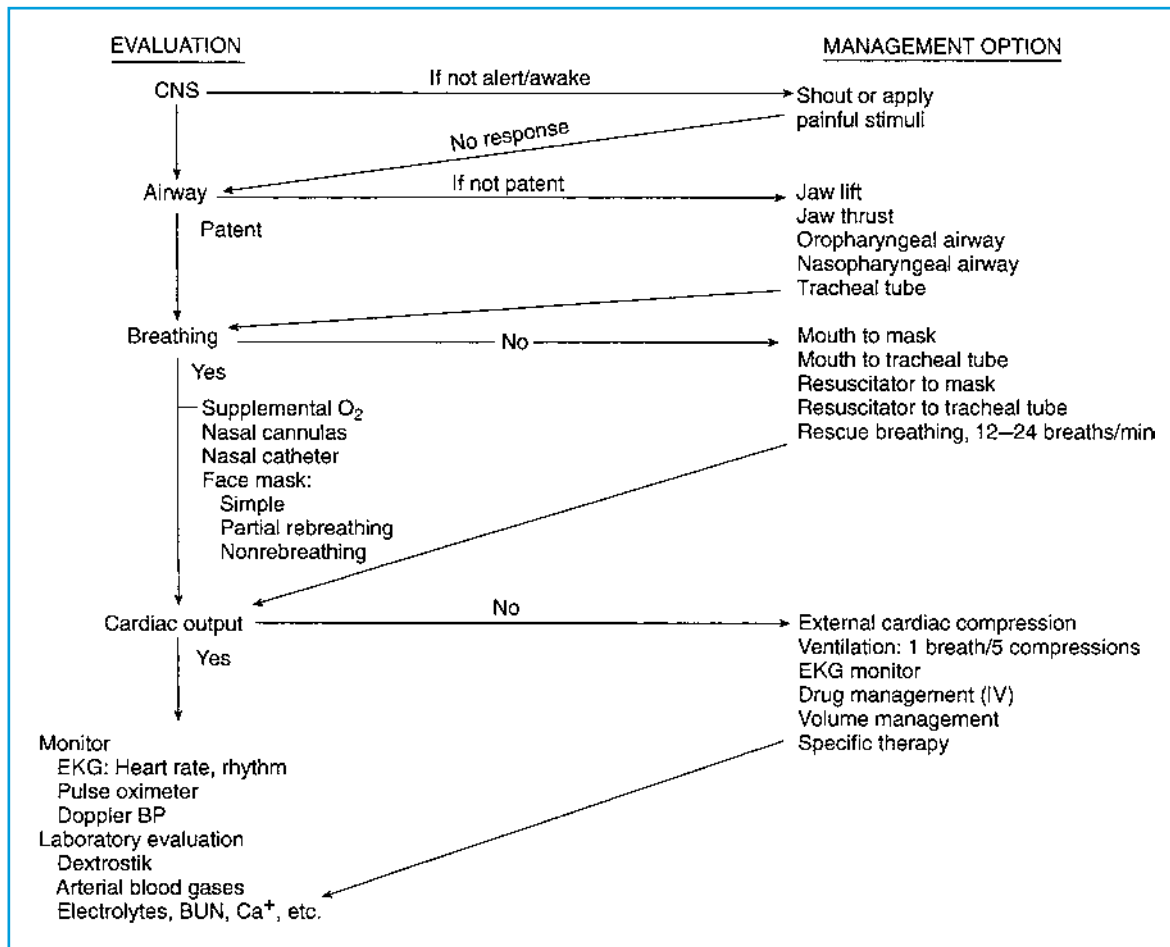 EVALUATION
MANAGEMENT OPTION
CNS
If not alert/awake
Shout or apply
painful stimuli
No response
Airway
If not patent
Jaw lift
Jaw thrust
Oropharyngeal airway
Nasopharyngeal airway
Tracheal tube
Patent
Breathing
No
Mouth to mask
Mouth to tracheal tube
Resuscitator to mask
Resuscitator to tracheal tube
Rescue breathing, 12–24 breaths/min
Yes
Supplemental O₂
Nasal cannulas
Nasal catheter
Face mask:
Simple
Partial rebreathing
Nonrebreathing
Cardiac output
No
External cardiac compression
Ventilation: 1 breath/5 compressions
EKG monitor
Drug management (IV)
Volume management
Specific therapy
Yes
Monitor
EKG: Heart rate, rhythm
Pulse oximeter
Doppler BP
Laboratory evaluation
Dextrostik
Arterial blood gases
Electrolytes, BUN, Ca⁺, etc.